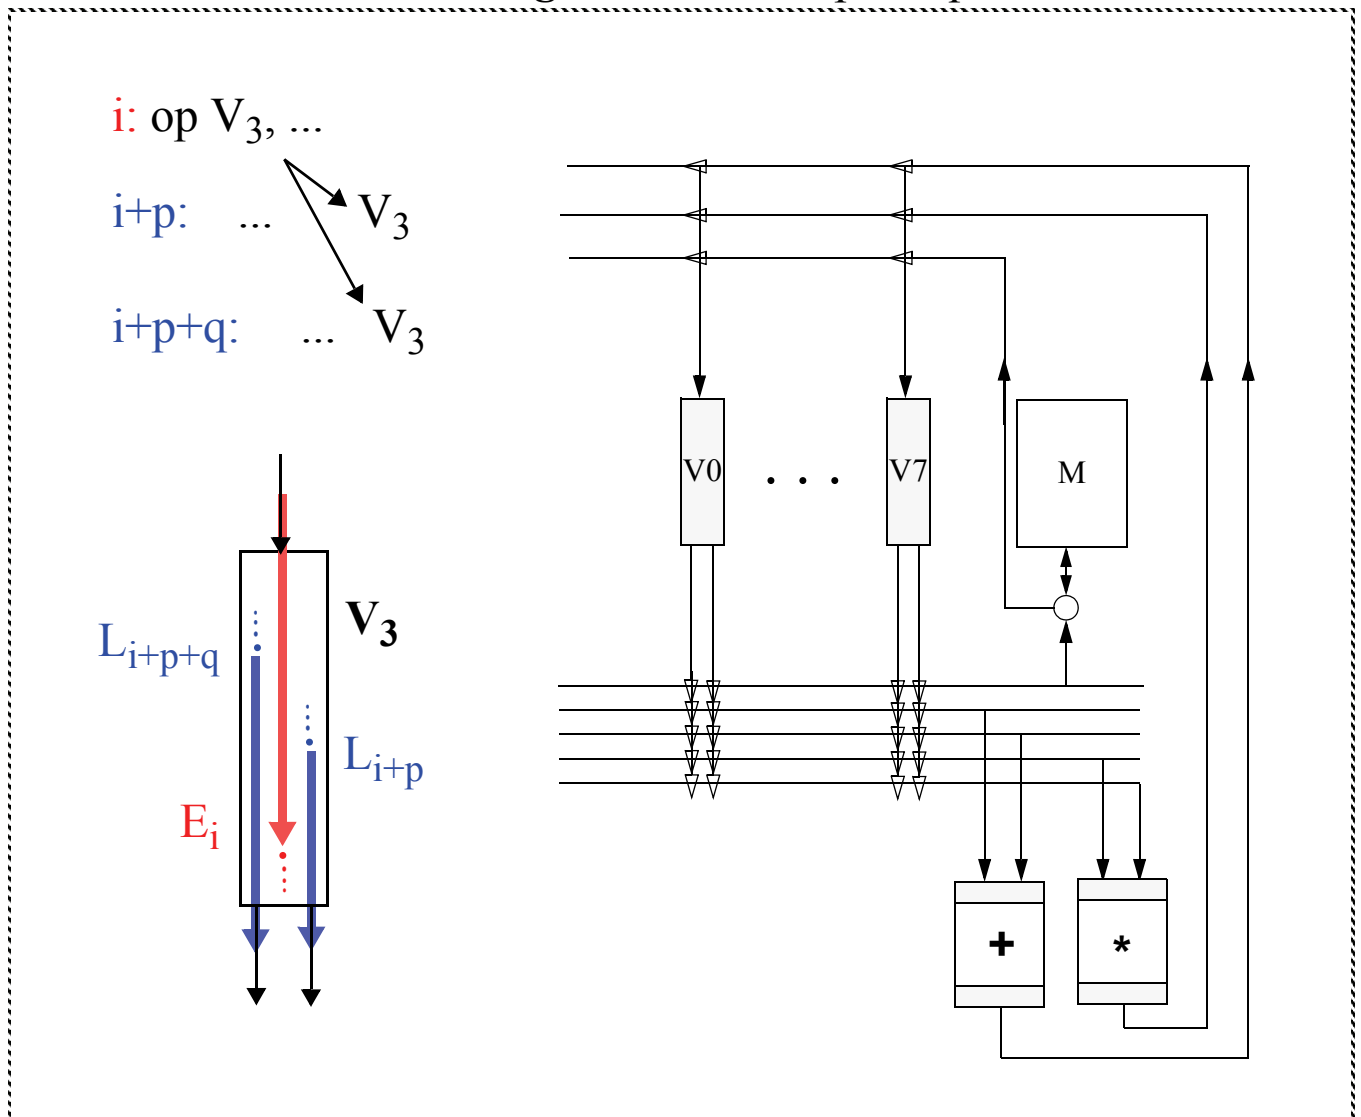 i: op V3, ...
i+p: ... V3
i+p+q: ... V3
V0 . . . V7
M
V3
Li+p+q
Li+p
Ei
+
*